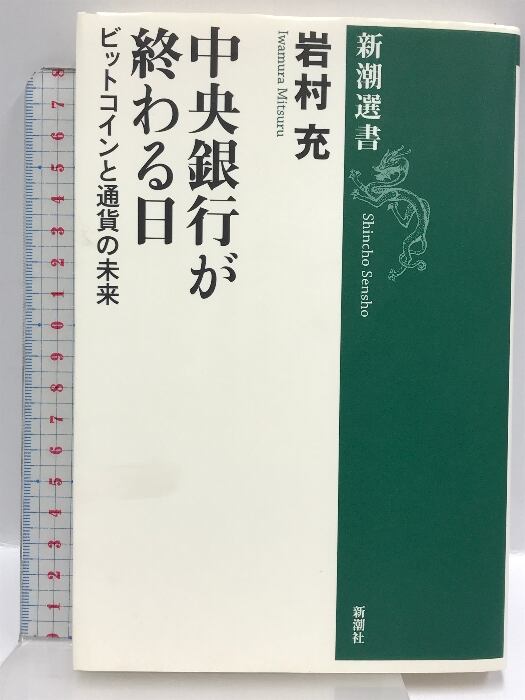 新潮選書
Shincho Sensho
岩村 充
Iwamura Mitsuru
中央銀行が
終わる日
ビットコインと通貨の未来
新潮社